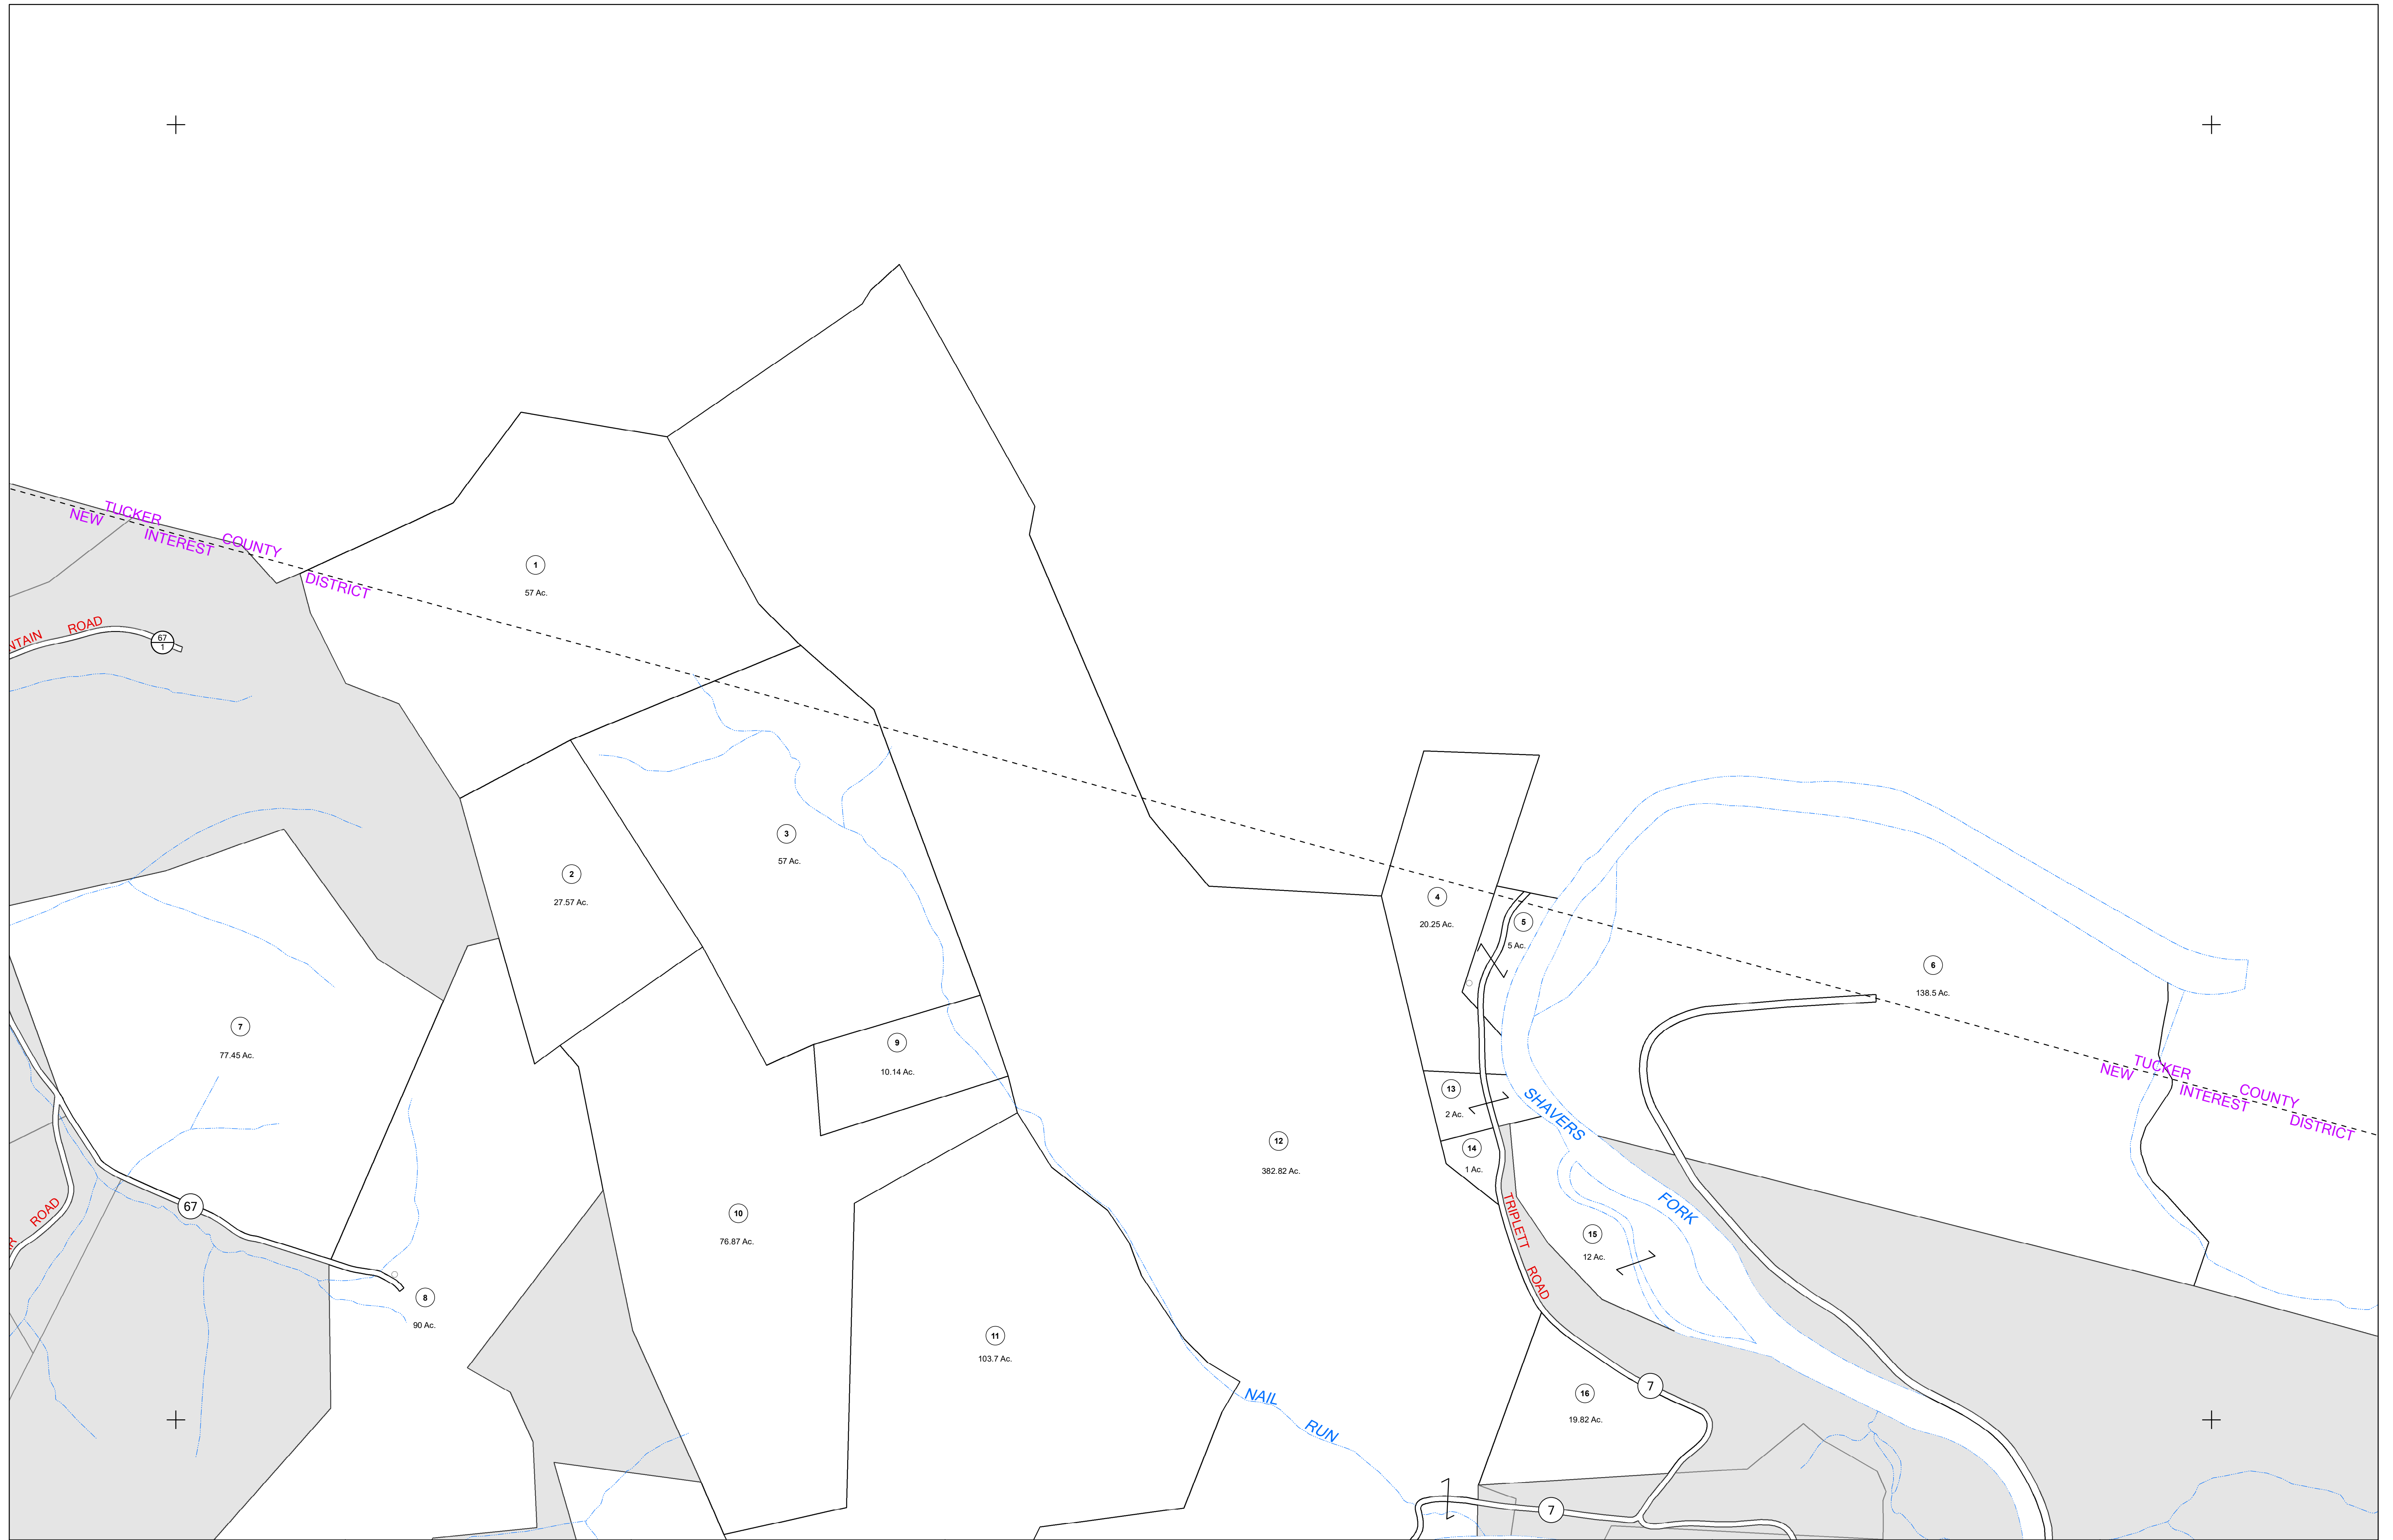 TUCKER COUNTY
NEW INTEREST DISTRICT
1
57 Ac.
NTAIN ROAD
67
1
3
57 Ac.
2
27.57 Ac.
4
20.25 Ac.
5
5 Ac.
6
138.5 Ac.
7
77.45 Ac.
9
10.14 Ac.
TUCKER COUNTY
NEW INTEREST DISTRICT
13
2 Ac.
SHAVERS FORK
12
382.82 Ac.
14
1 Ac.
67
ROAD
R
10
76.87 Ac.
TRIPLETT ROAD
15
12 Ac.
8
90 Ac.
11
103.7 Ac.
NAIL RUN
16
19.82 Ac.
7
7